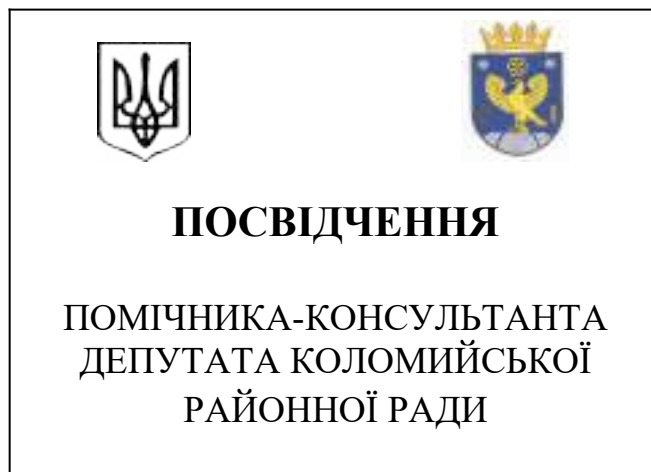 ПОСВІДЧЕННЯ
ПОМІЧНИКА-КОНСУЛЬТАНТА
ДЕПУТАТА КОЛОМИЙСЬКОЇ
РАЙОННОЇ РАДИ